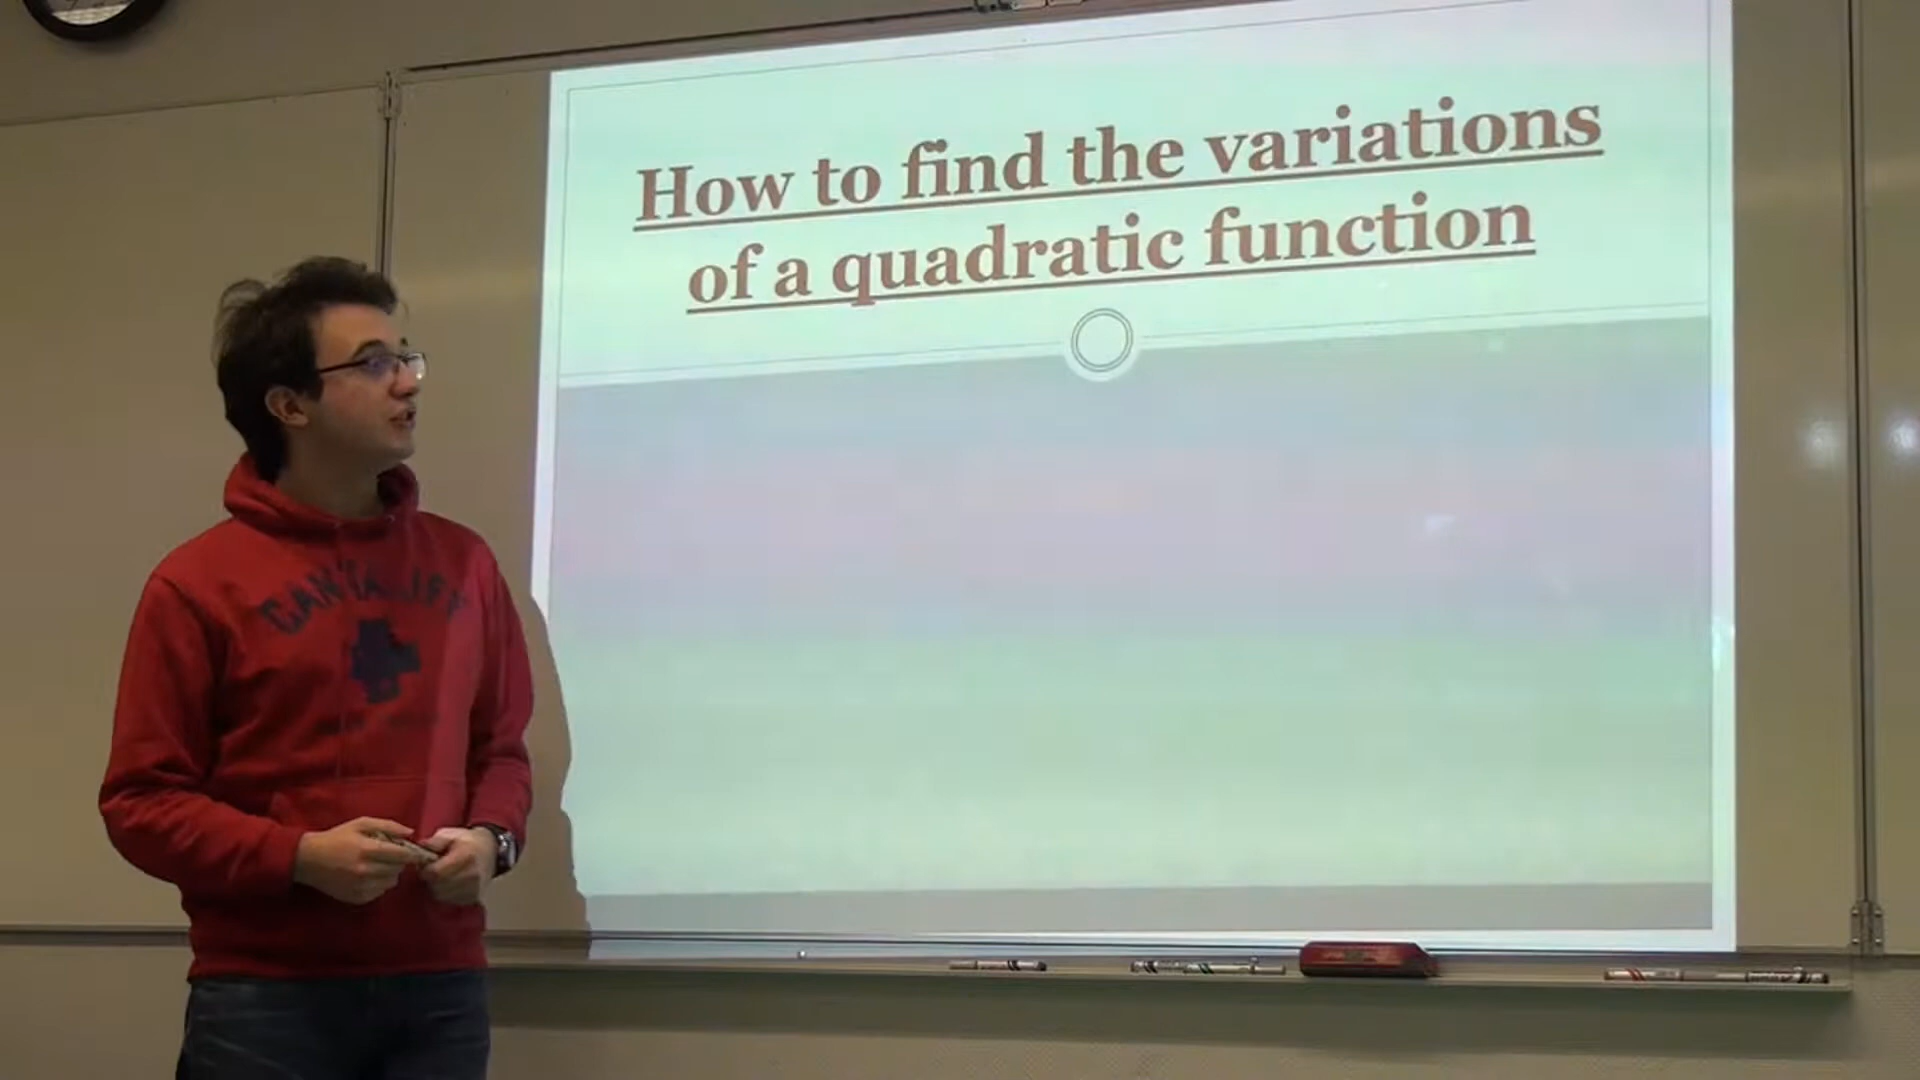 How to find the variations
of a quadratic function